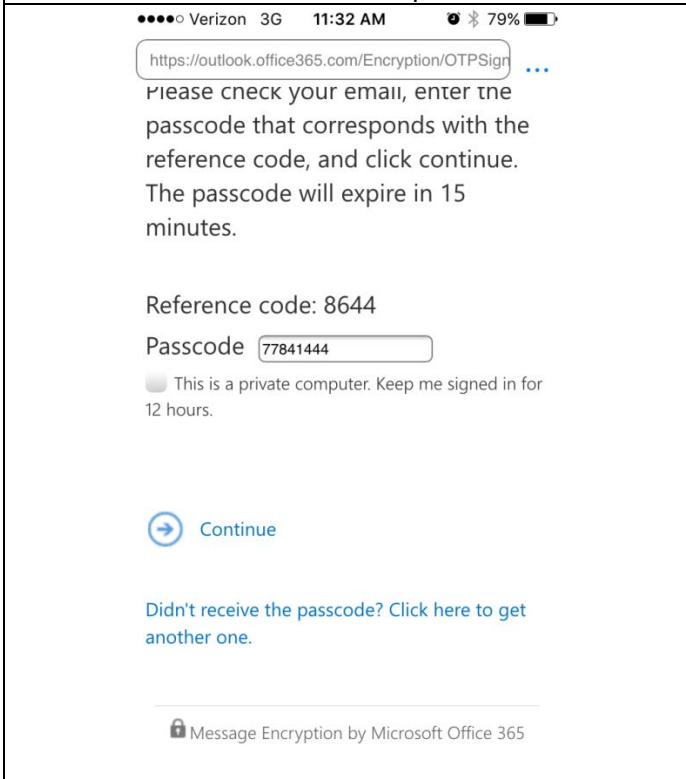 Verizon 3G 11:32 AM 79%
https://outlook.office365.com/Encryption/OTPSign
...
Please check your email, enter the
passcode that corresponds with the
reference code, and click continue.
The passcode will expire in 15
minutes.
Reference code: 8644
Passcode 77841444
This is a private computer. Keep me signed in for
12 hours.
Continue
Didn't receive the passcode? Click here to get
another one.
Message Encryption by Microsoft Office 365